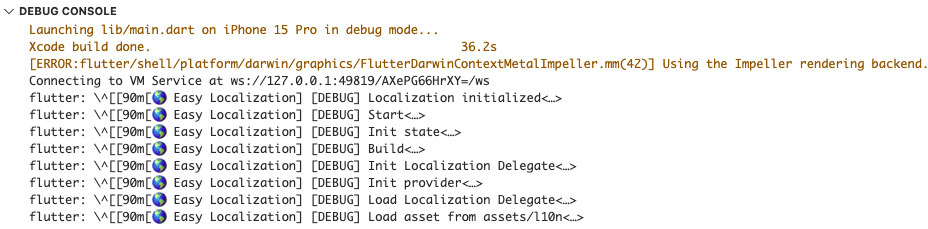 DEBUG CONSOLE
Launching lib/main.dart on iPhone 15 Pro in debug mode...
Xcode build done. 36.2s
[ERROR:flutter/shell/platform/darwin/graphics/FlutterDarwinContextMetalImpeller.mm(42)] Using the Impeller rendering backend.
Connecting to VM Service at ws://127.0.0.1:49819/AXePG66HrXY=/ws
flutter: \^[[90m[🌎 Easy Localization] [DEBUG] Localization initialized<…>
flutter: \^[[90m[🌎 Easy Localization] [DEBUG] Start<…>
flutter: \^[[90m[🌎 Easy Localization] [DEBUG] Init state<…>
flutter: \^[[90m[🌎 Easy Localization] [DEBUG] Build<…>
flutter: \^[[90m[🌎 Easy Localization] [DEBUG] Init Localization Delegate<…>
flutter: \^[[90m[🌎 Easy Localization] [DEBUG] Init provider<…>
flutter: \^[[90m[🌎 Easy Localization] [DEBUG] Load Localization Delegate<…>
flutter: \^[[90m[🌎 Easy Localization] [DEBUG] Load asset from assets/l10n<…>